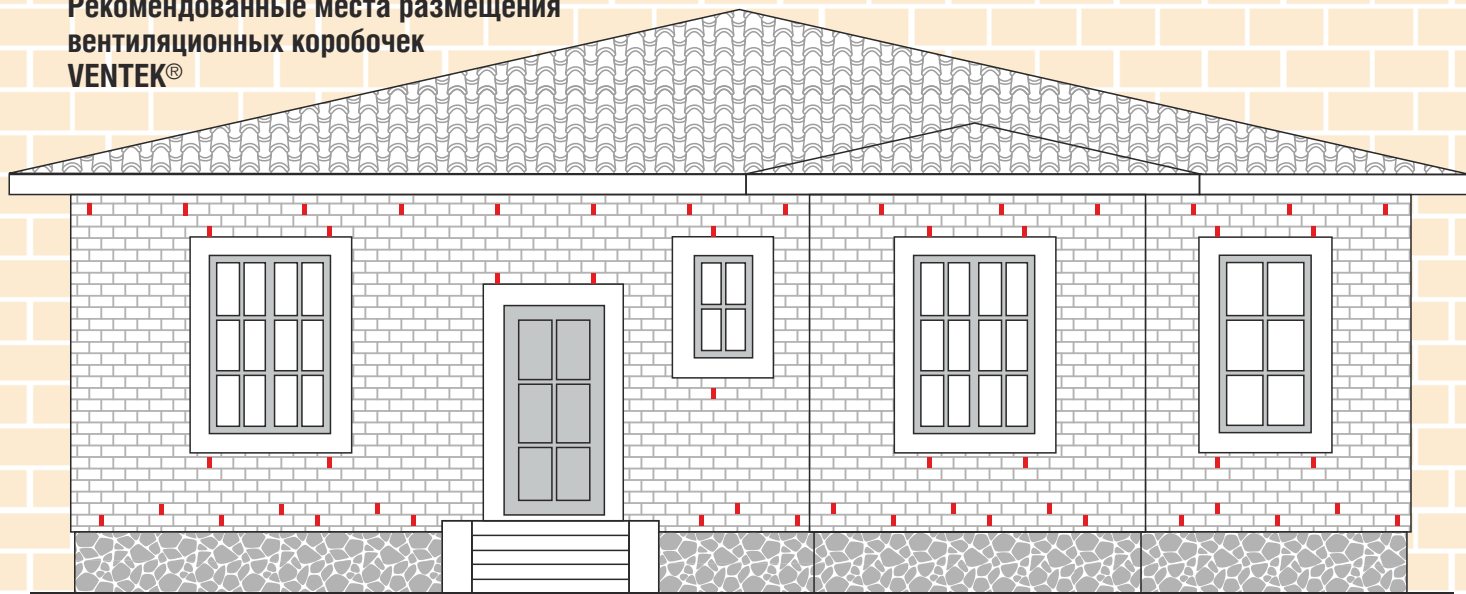 Рекомендованные места размещения
вентиляционных коробочек
VENTEK®